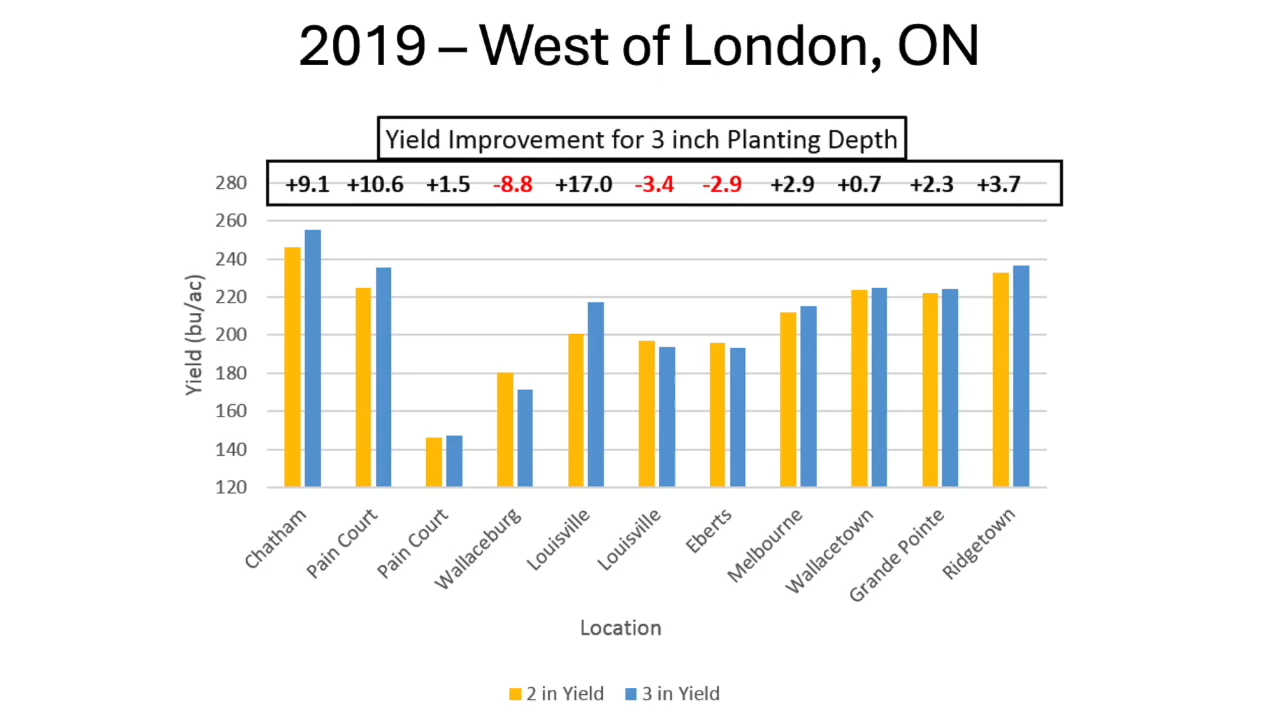 2019 – West of London, ON
Yield Improvement for 3 inch Planting Depth
+9.1 +10.6 +1.5 -8.8 +17.0 -3.4 -2.9 +2.9 +0.7 +2.3 +3.7
280
260
240
220
200
180
160
140
120
Yield (bu/ac)
Chatham
Pain Court
Pain Court
Wallaceburg
Louisville
Louisville
Eberts
Melbourne
Wallacetown
Grande Pointe
Ridgetown
Location
2 in Yield 3 in Yield